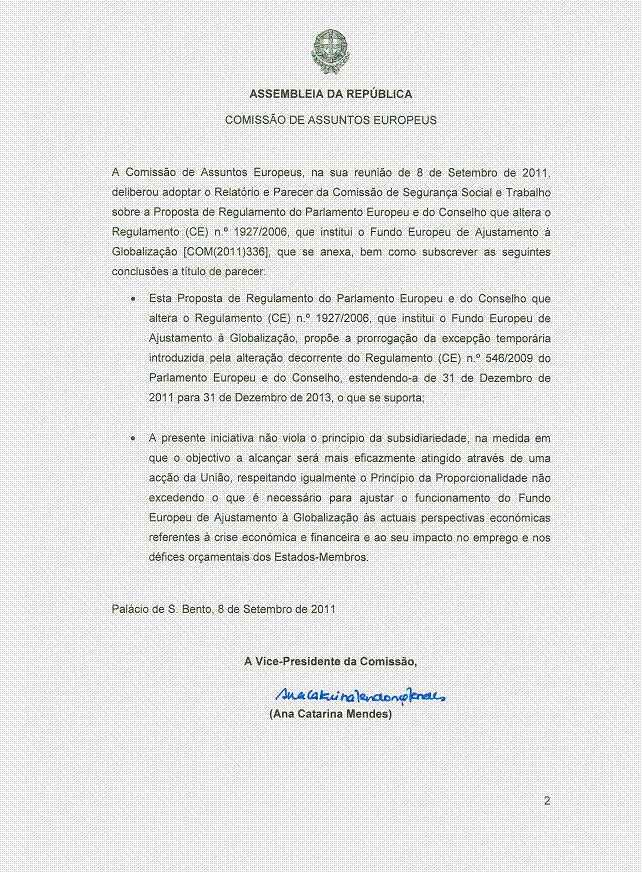 ASSEMBLEIA DA REPÚBLICA
COMISSÃO DE ASSUNTOS EUROPEUS
A Comissão de Assuntos Europeus, na sua reunião de 8 de Setembro de 2011,
deliberou adoptar o Relatório e Parecer da Comissão de Segurança Social e Trabalho
sobre a Proposta de Regulamento do Parlamento Europeu e do Conselho que altera o
Regulamento (CE) n.º 1927/2006, que institui o Fundo Europeu de Ajustamento à
Globalização [COM(2011)336], que se anexa, bem como subscrever as seguintes
conclusões a título de parecer:
• Esta Proposta de Regulamento do Parlamento Europeu e do Conselho que
altera o Regulamento (CE) n.º 1927/2006, que institui o Fundo Europeu de
Ajustamento à Globalização, propõe a prorrogação da excepção temporária
introduzida pela alteração decorrente do Regulamento (CE) n.º 546/2009 do
Parlamento Europeu e do Conselho, estendendo-a de 31 de Dezembro de
2011 para 31 de Dezembro de 2013, o que se suporta;
• A presente iniciativa não viola o princípio da subsidiariedade, na medida em
que o objectivo a alcançar será mais eficazmente atingido através de uma
acção da União, respeitando igualmente o Princípio da Proporcionalidade não
excedendo o que é necessário para ajustar o funcionamento do Fundo
Europeu de Ajustamento à Globalização às actuais perspectivas económicas
referentes à crise económica e financeira e ao seu impacto no emprego e nos
défices orçamentais dos Estados-Membros.
Palácio de S. Bento, 8 de Setembro de 2011
A Vice-Presidente da Comissão,
Ana Catarina
(Ana Catarina Mendes)
2